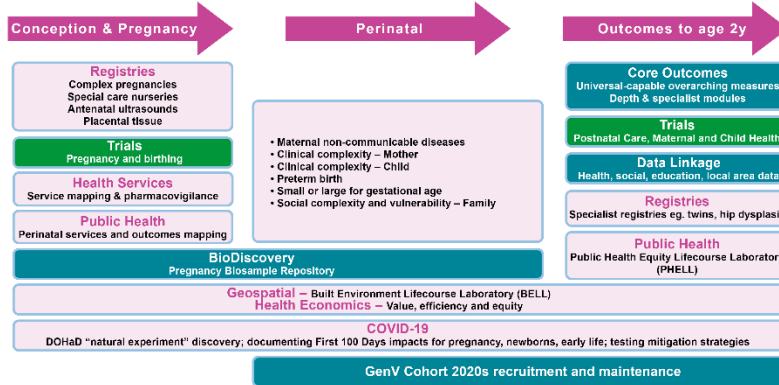 Conception & Pregnancy
Perinatal
Outcomes to age 2y
Registries
Complex pregnancies
Special care nurseries
Antenatal ultrasounds
Placental tissue
Trials
Pregnancy and birthing
Health Services
Service mapping & pharmacovigilance
Public Health
Perinatal services and outcomes mapping
• Maternal non-communicable diseases
• Clinical complexity – Mother
• Clinical complexity – Child
• Preterm birth
• Small or large for gestational age
• Social complexity and vulnerability – Family
Core Outcomes
Universal-capable overarching measures
Depth & specialist modules
Trials
Postnatal Care, Maternal and Child Health
Data Linkage
Health, social, education, local area data
Registries
Specialist registries eg. twins, hip dysplasi
Public Health
Public Health Equity Lifecourse Laborator
(PHELL)
BioDiscovery
Pregnancy Biosample Repository
Geospatial – Built Environment Lifecourse Laboratory (BELL)
Health Economics – Value, efficiency and equity
COVID-19
DOHaD “natural experiment” discovery; documenting First 100 Days impacts for pregnancy, newborns, early life; testing mitigation strategies
GenV Cohort 2020s recruitment and maintenance